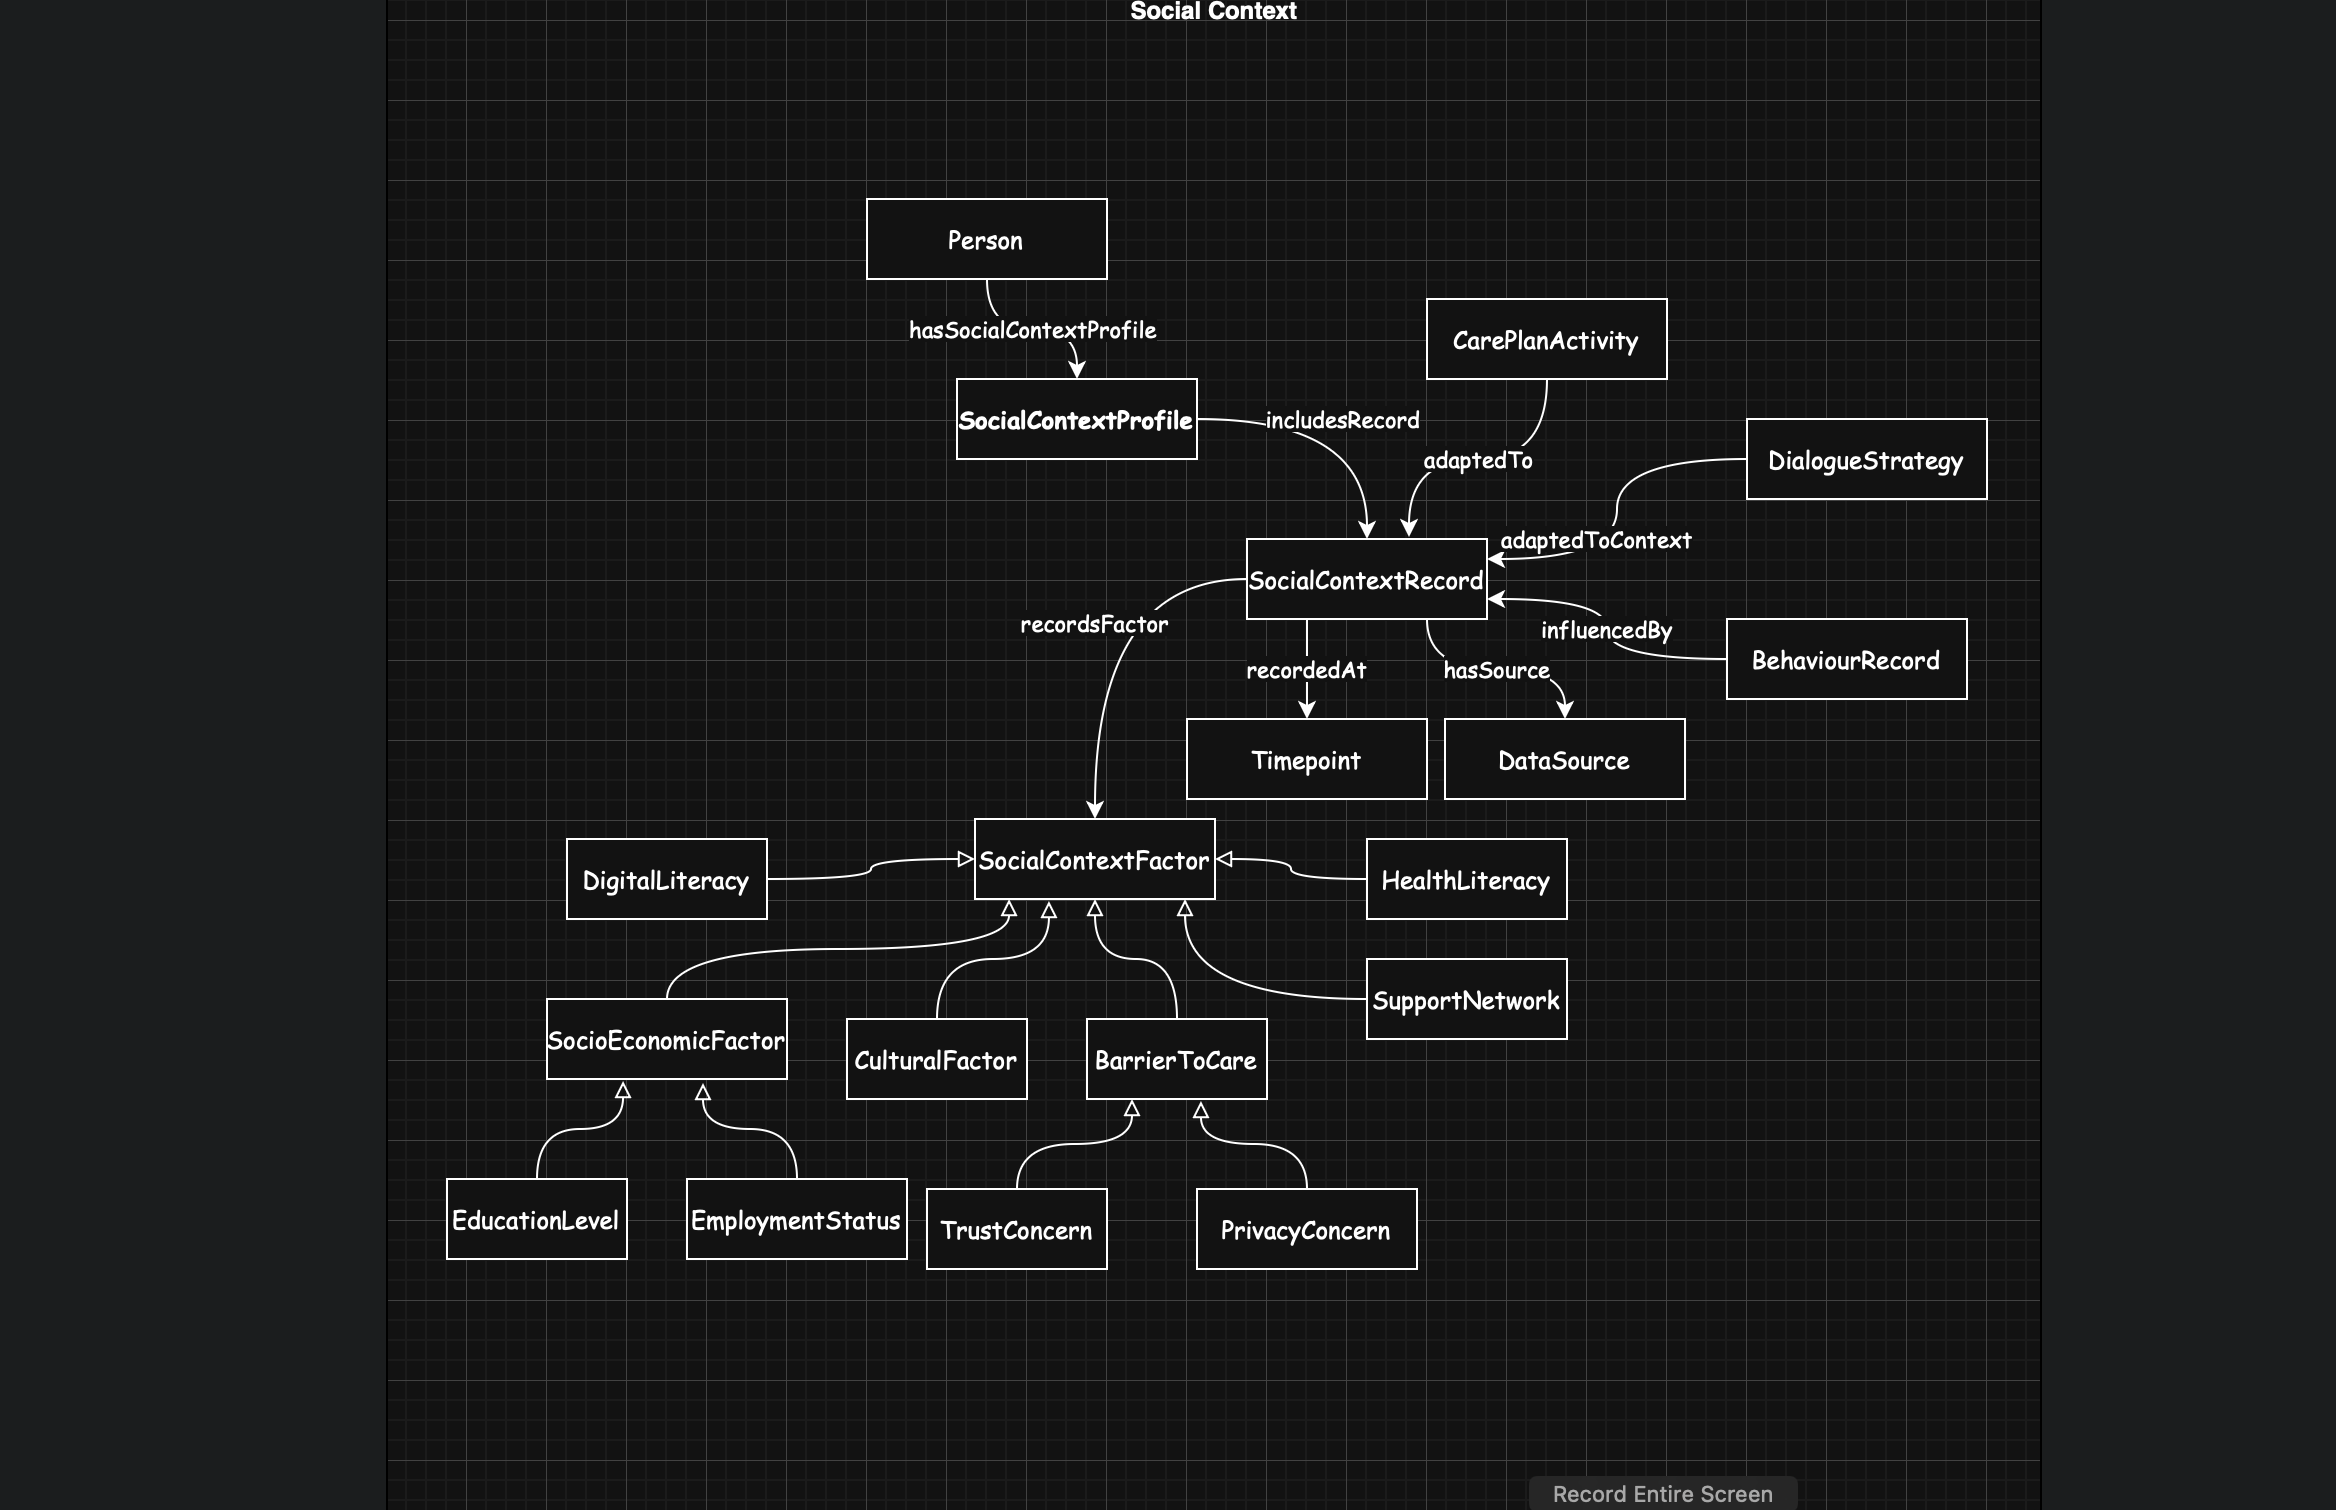 Social Context
Person
hasSocialContextProfile
CarePlanActivity
SocialContextProfile
includesRecord
adaptedTo
DialogueStrategy
adaptedToContext
SocialContextRecord
recordsFactor
influencedBy
recordedAt
hasSource
BehaviourRecord
Timepoint
DataSource
DigitalLiteracy
SocialContextFactor
HealthLiteracy
SupportNetwork
SocioEconomicFactor
CulturalFactor
BarrierToCare
EducationLevel
EmploymentStatus
TrustConcern
PrivacyConcern
Record Entire Screen